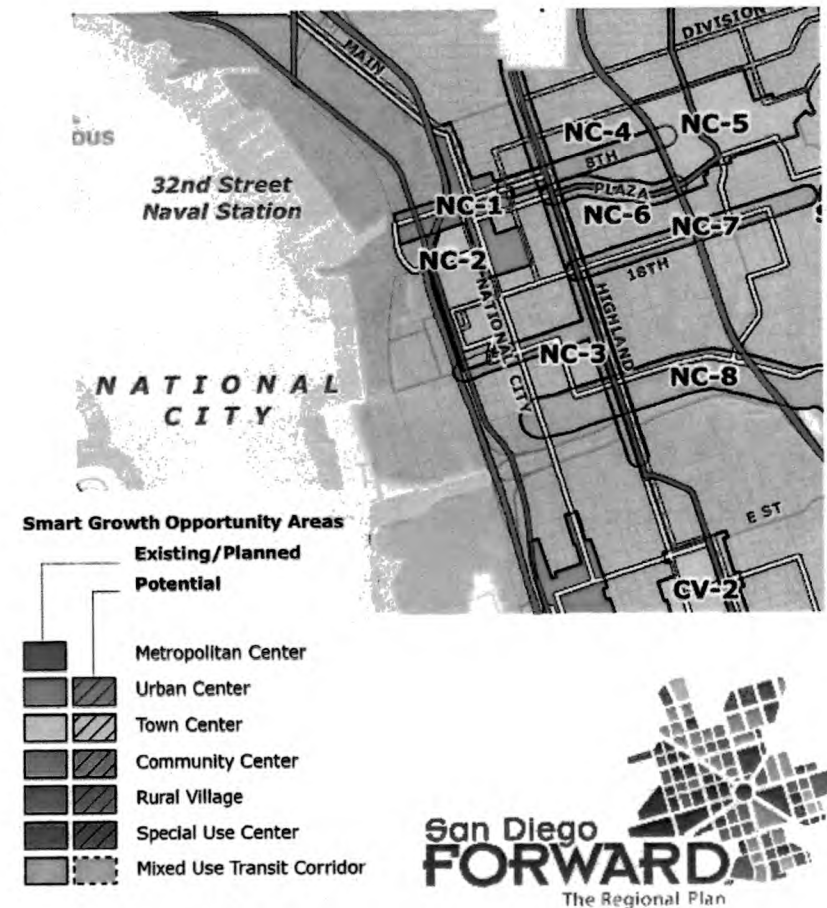 DIVISION
MAIN
NC-4
NC-5
8TH
DUS
32nd Street
Naval Station
PLAZA
NC-1
NC-6
NC-7
NC-2
18TH
NATIONAL CITY
HIGHLAND
NC-3
NC-8
NATIONAL
CITY
E ST
CV-2
Smart Growth Opportunity Areas
Existing/Planned
Potential
Metropolitan Center
Urban Center
Town Center
Community Center
Rural Village
Special Use Center
Mixed Use Transit Corridor
San Diego
FORWARD
The Regional Plan